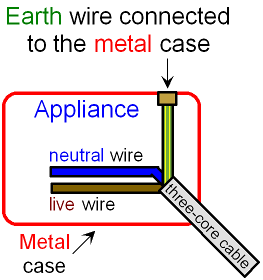 Earth wire connected
to the metal case
Appliance
neutral wire
live wire
three-core cable
Metal
case